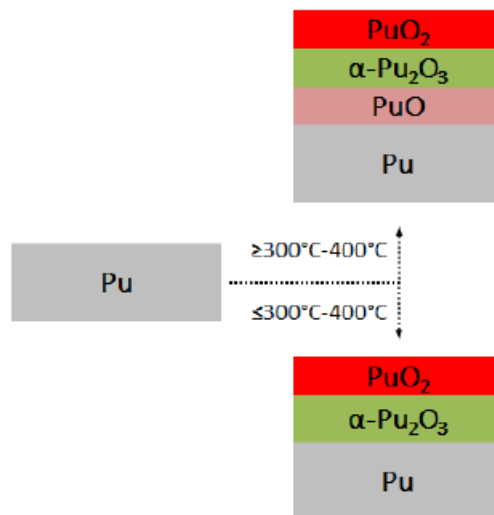 PuO₂
α-Pu₂O₃
PuO
Pu
Pu
≥300°C-400°C
≤300°C-400°C
PuO₂
α-Pu₂O₃
Pu